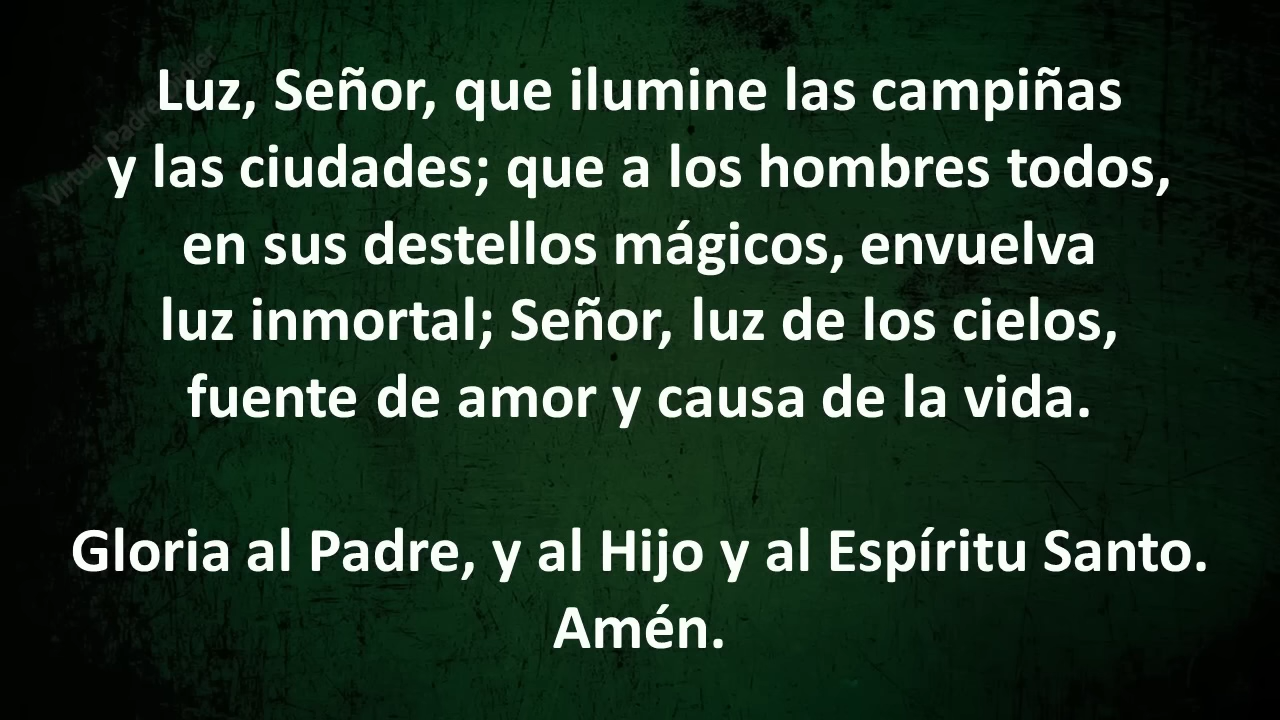 Luz, Señor, que ilumine las campiñas
y las ciudades; que a los hombres todos,
en sus destellos mágicos, envuelva
luz inmortal; Señor, luz de los cielos,
fuente de amor y causa de la vida.
Gloria al Padre, y al Hijo y al Espíritu Santo.
Amén.